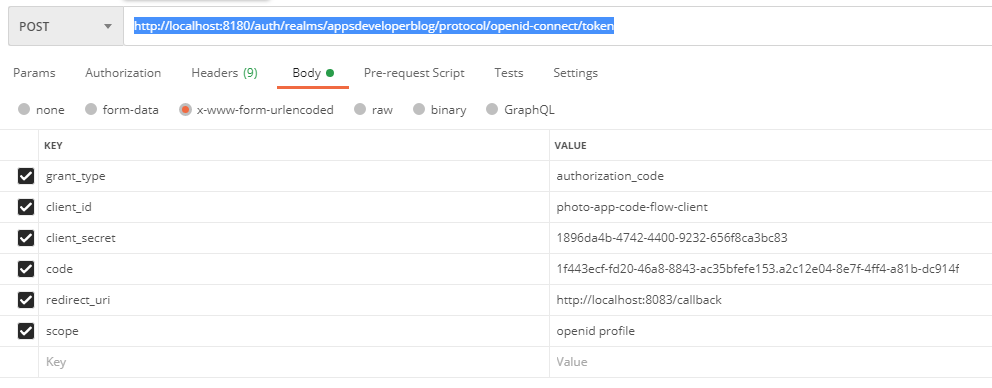 POST http://localhost:8180/auth/realms/appsdeveloperblog/protocol/openid-connect/token
Params Authorization Headers (9) Body Pre-request Script Tests Settings
none form-data x-www-form-urlencoded raw binary GraphQL
KEY VALUE
grant_type authorization_code
client_id photo-app-code-flow-client
client_secret 1896da4b-4742-4400-9232-656f8ca3bc83
code 1f443ecf-fd20-46a8-8843-ac35bfefe153.a2c12e04-8e7f-4ff4-a81b-dc914f
redirect_uri http://localhost:8083/callback
scope openid profile
Key Value